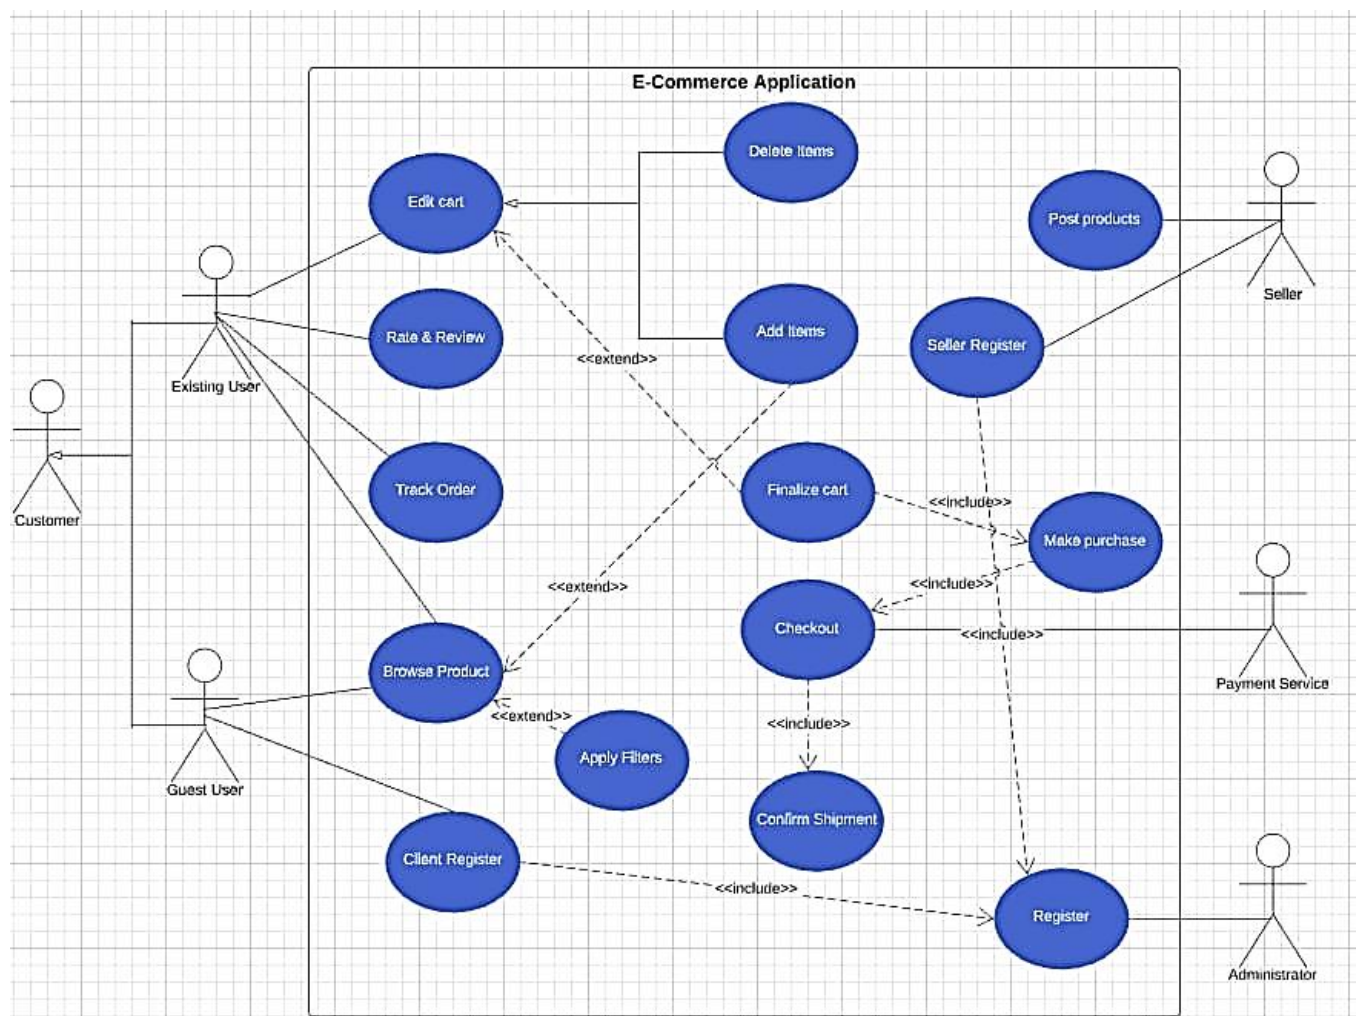 E-Commerce Application
Delete Items
Edit cart
Post products
Seller
Add Items
Rate & Review
Seller Register
<<extend>>
Existing User
Customer
Track Order
Finalize cart
<<include>>
Make purchase
<<include>>
<<extend>>
Checkout
<<include>>
Browse Product
Payment Service
<<extend>>
<<include>>
Apply Filters
Guest User
Confirm Shipment
Client Register
<<include>>
Register
Administrator